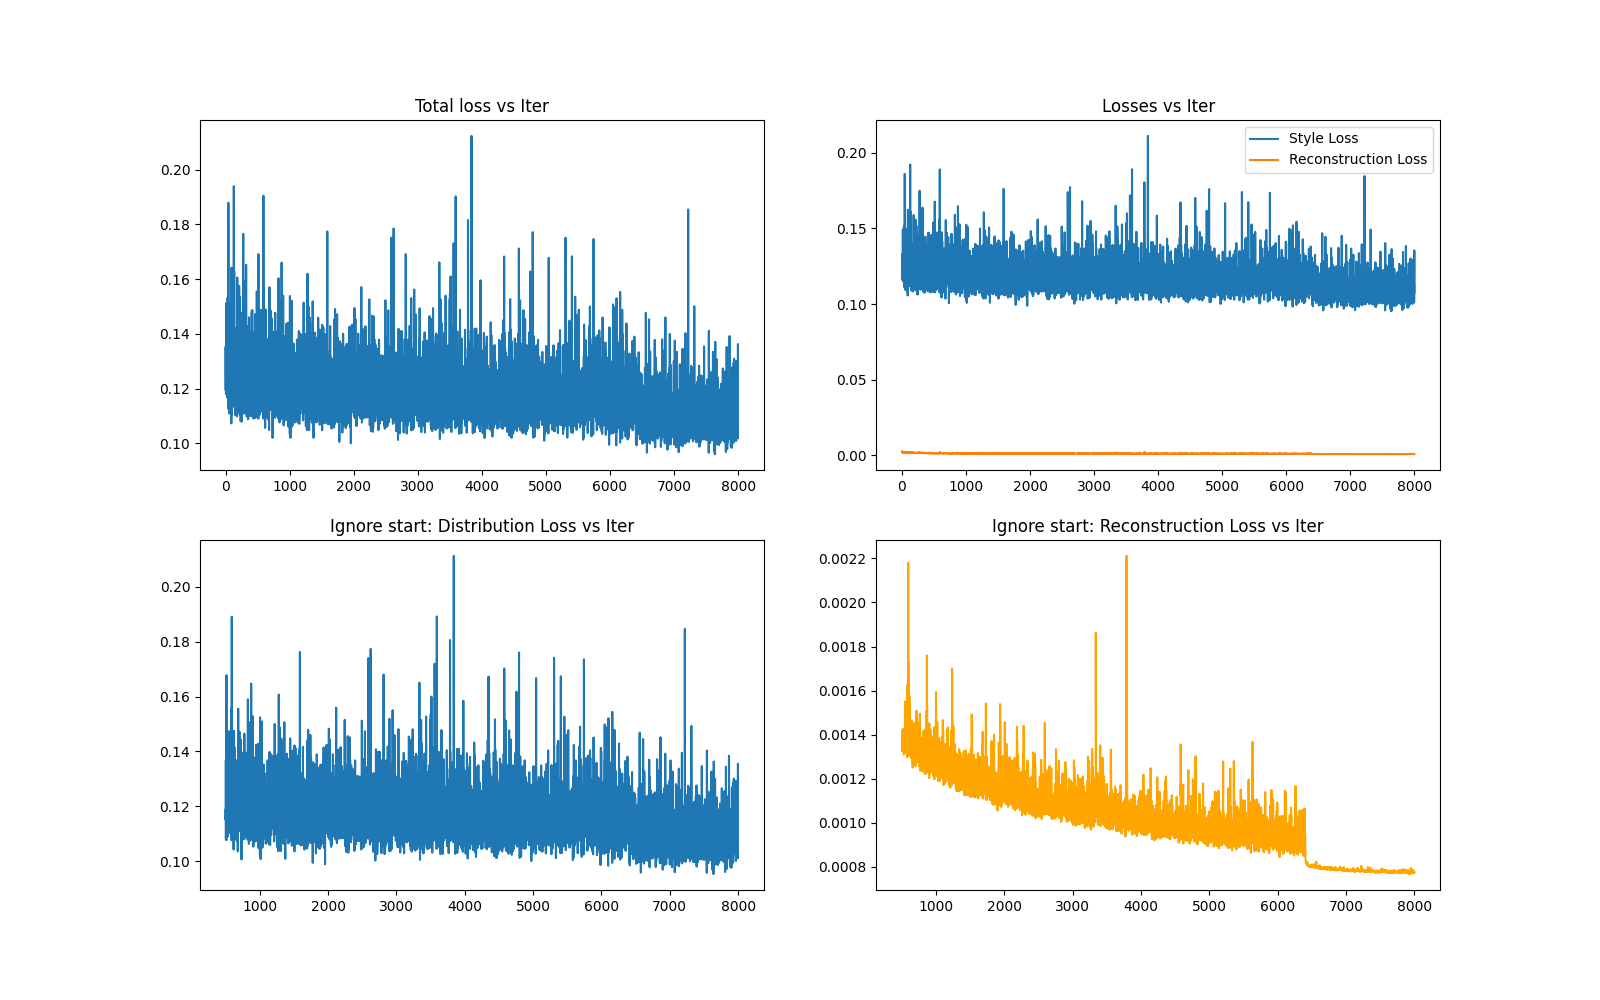 Total loss vs Iter
0.20
0.18
0.16
0.14
0.12
0.10
0 1000 2000 3000 4000 5000 6000 7000 8000
Losses vs Iter
Style Loss
Reconstruction Loss
0.20
0.15
0.10
0.05
0.00
0 1000 2000 3000 4000 5000 6000 7000 8000
Ignore start: Distribution Loss vs Iter
0.20
0.18
0.16
0.14
0.12
0.10
1000 2000 3000 4000 5000 6000 7000 8000
Ignore start: Reconstruction Loss vs Iter
0.0022
0.0020
0.0018
0.0016
0.0014
0.0012
0.0010
0.0008
1000 2000 3000 4000 5000 6000 7000 8000